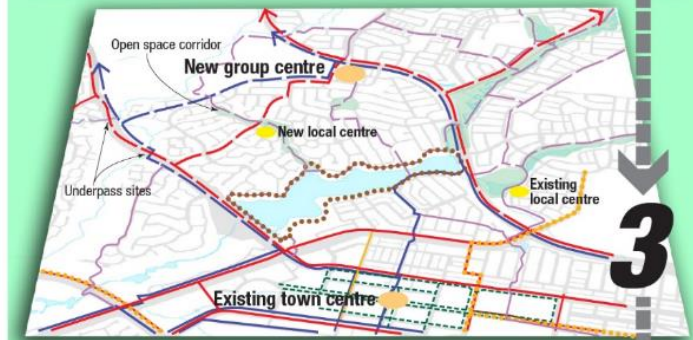 Open space corridor
New group centre
New local centre
Underpass sites
Existing
local centre
3
Existing town centre